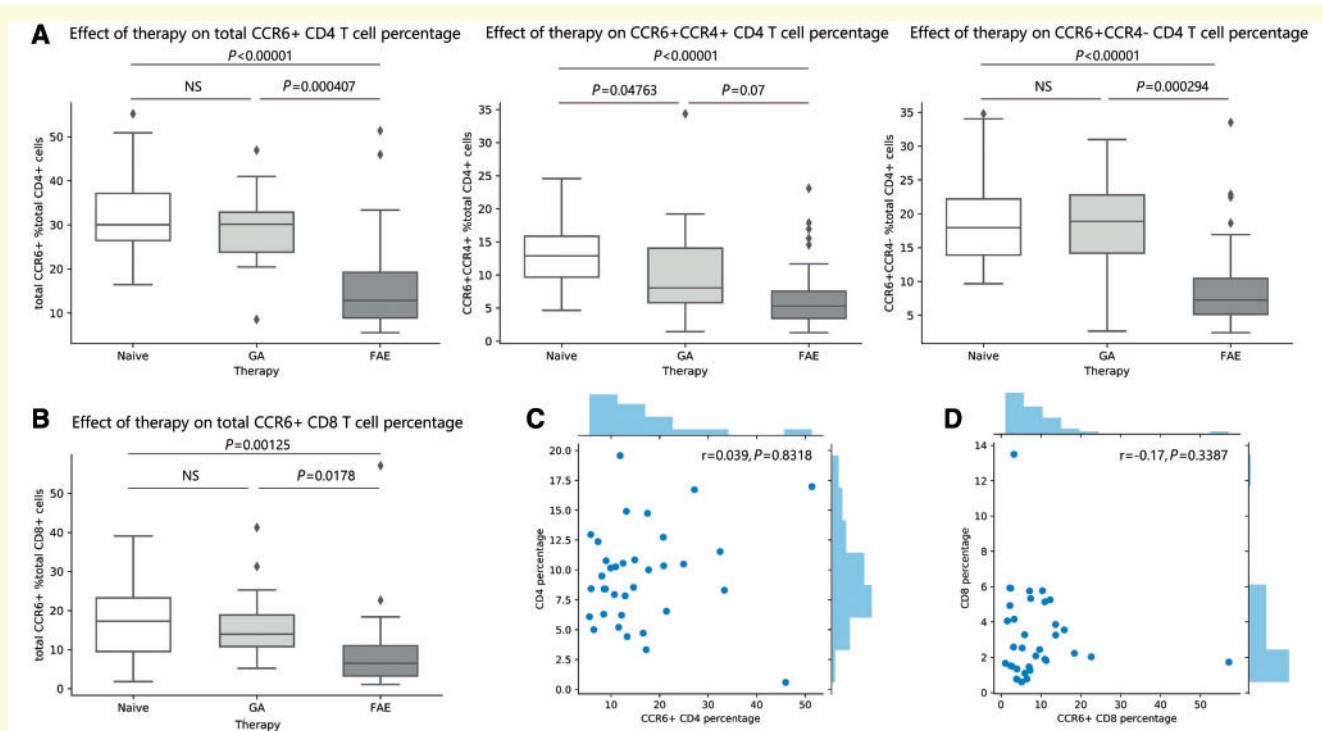 A
Effect of therapy on total CCR6+ CD4 T cell percentage
P<0.00001
NS
P=0.000407
total CCR6+ %total CD4+ cells
50
40
30
20
10
Naive GA FAE
Therapy
Effect of therapy on CCR6+CCR4+ CD4 T cell percentage
P<0.00001
P=0.04763
P=0.07
CCR6+CCR4+ %total CD4+ cells
35
30
25
20
15
10
5
0
Naive GA FAE
Therapy
Effect of therapy on CCR6+CCR4- CD4 T cell percentage
P<0.00001
NS
P=0.000294
CCR6+CCR4- %total CD4+ cells
35
30
25
20
15
10
5
Naive GA FAE
Therapy
B
Effect of therapy on total CCR6+ CD8 T cell percentage
P=0.00125
NS
P=0.0178
total CCR6+ %total CD8+ cells
50
40
30
20
10
0
Naive GA FAE
Therapy
C
r=0.039, P=0.8318
CD4 percentage
20.0
17.5
15.0
12.5
10.0
7.5
5.0
2.5
0.0
10 20 30 40 50
CCR6+ CD4 percentage
D
r=-0.17, P=0.3387
CD8 percentage
14
12
10
8
6
4
2
0
0 10 20 30 40 50
CCR6+ CD8 percentage